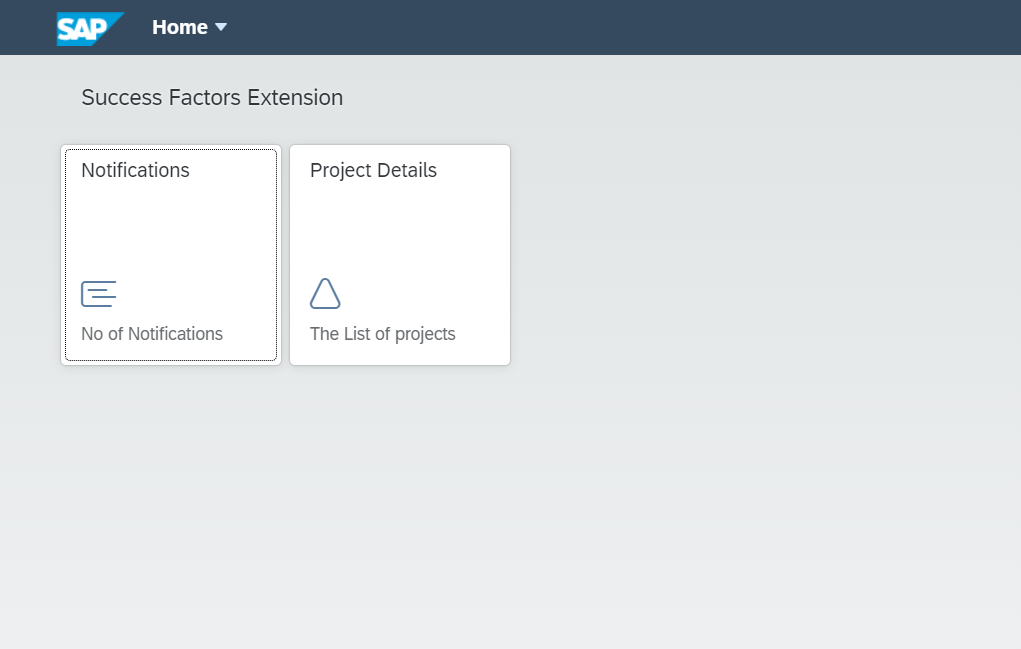 SAP Home
Success Factors Extension
Notifications
No of Notifications
Project Details
The List of projects